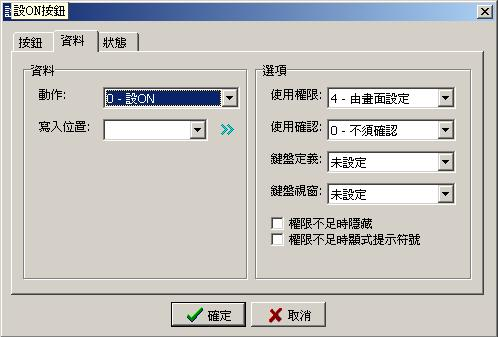 設ON按鈕
按鈕 資料 狀態
資料
動作: 0 - 設ON
寫入位置:
選項
使用權限: 4 - 由畫面設定
使用確認: 0 - 不須確認
鍵盤定義: 未設定
鍵盤視窗: 未設定
權限不足時隱藏
權限不足時顯式提示符號
確定 取消